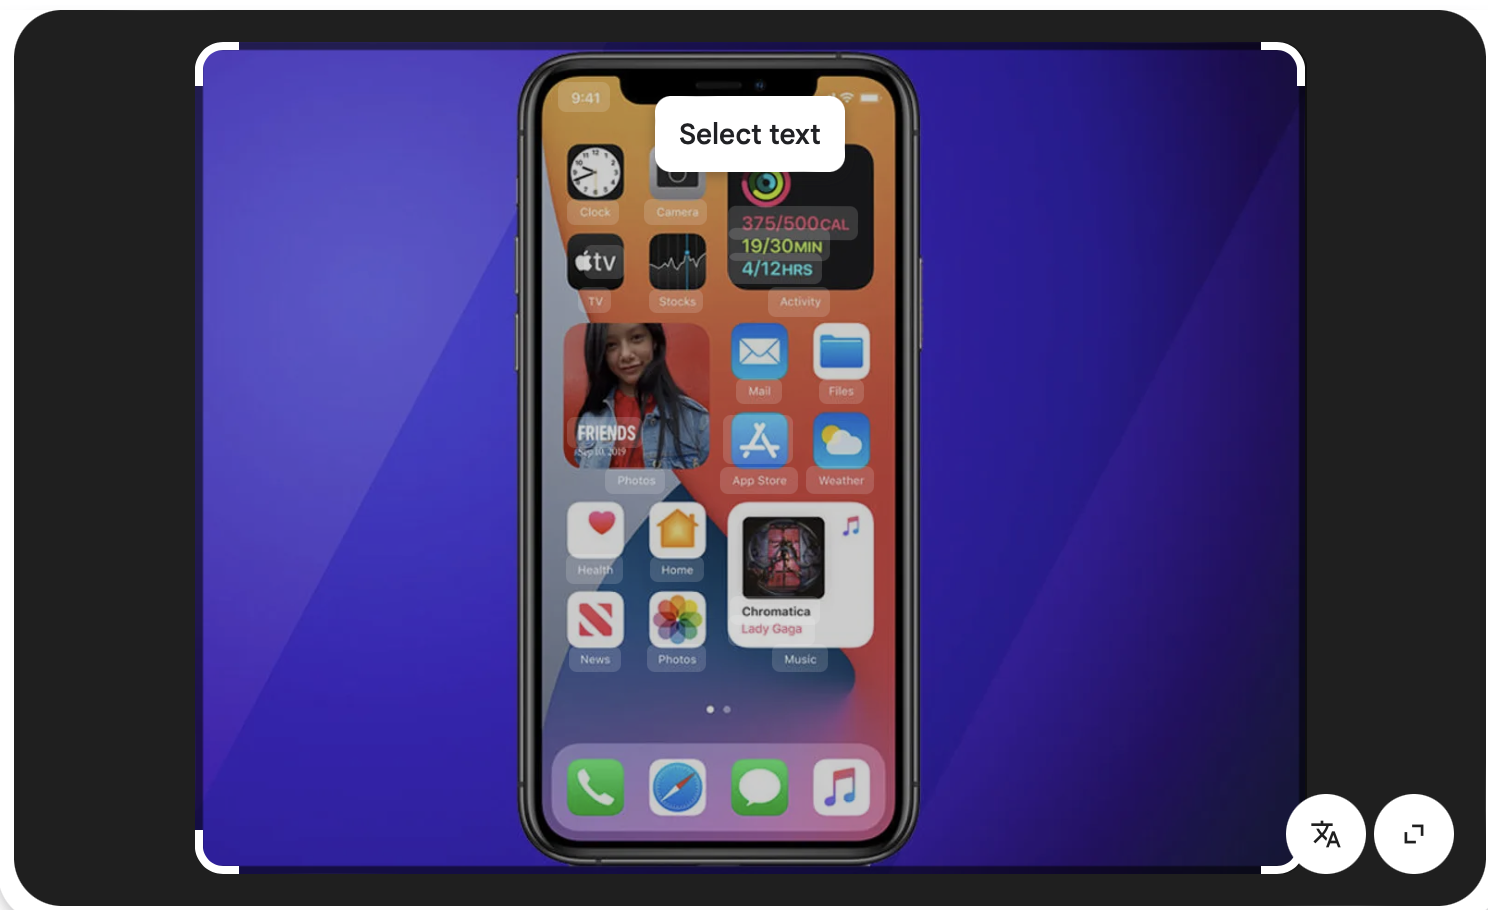 9:41
Select text
Clock
Camera
375/500CAL
19/30MIN
4/12HRS
tv
TV
Stocks
Activity
FRIENDS
Sep 10, 2019
Mail
Files
Photos
App Store
Weather
Health
Home
Chromatica
Lady Gaga
News
Photos
Music